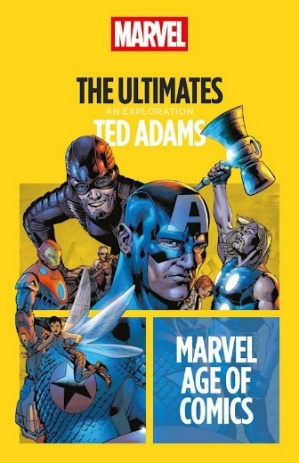 MARVEL
THE ULTIMATES
AN EXPLORATION
TED ADAMS
A
MARVEL
AGE OF
COMICS